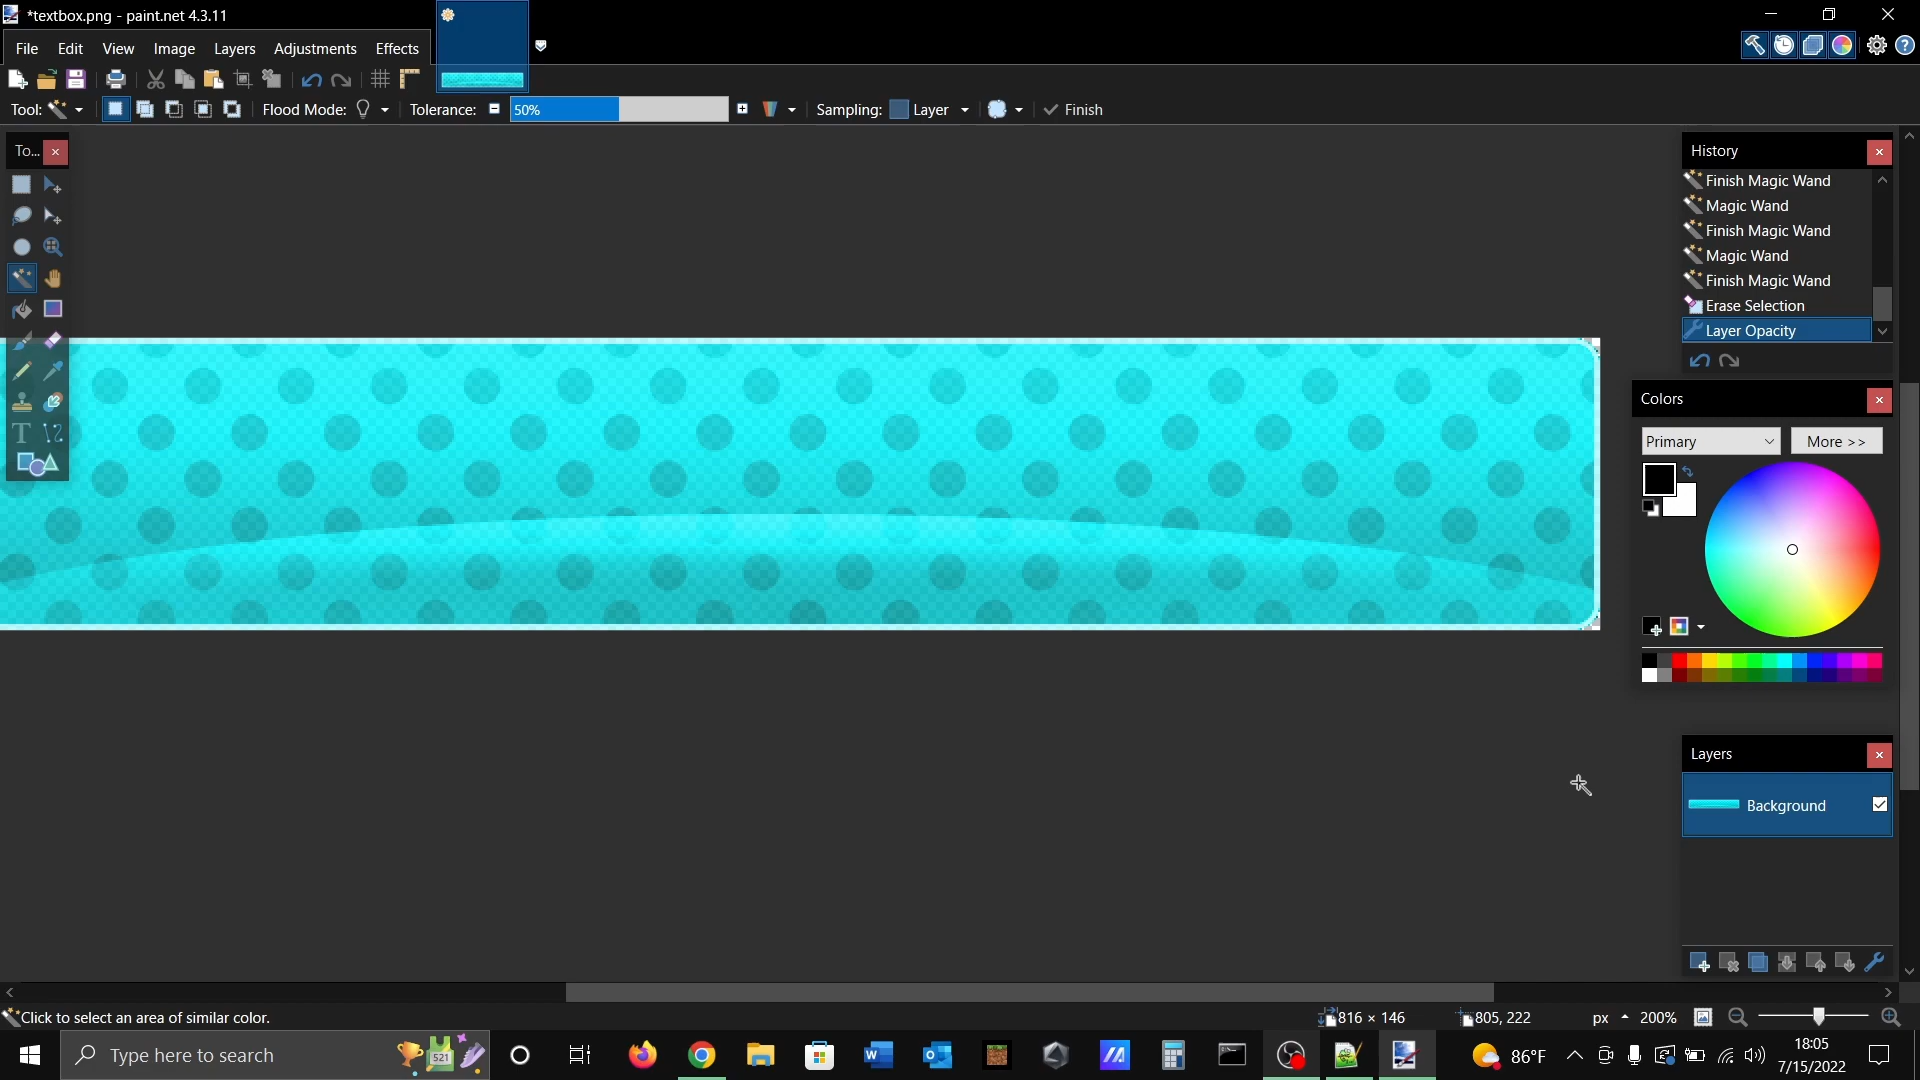 *textbox.png - paint.net 4.3.11
File Edit View Image Layers Adjustments Effects
Tool: Flood Mode: Tolerance: 50% Sampling: Layer Finish
To...
History
Finish Magic Wand
Magic Wand
Finish Magic Wand
Magic Wand
Finish Magic Wand
Erase Selection
Layer Opacity
Colors
Primary More >>
Layers
Background
Click to select an area of similar color. 816 × 146 805, 222 px 200%
Type here to search 521 86°F 18:05
7/15/2022